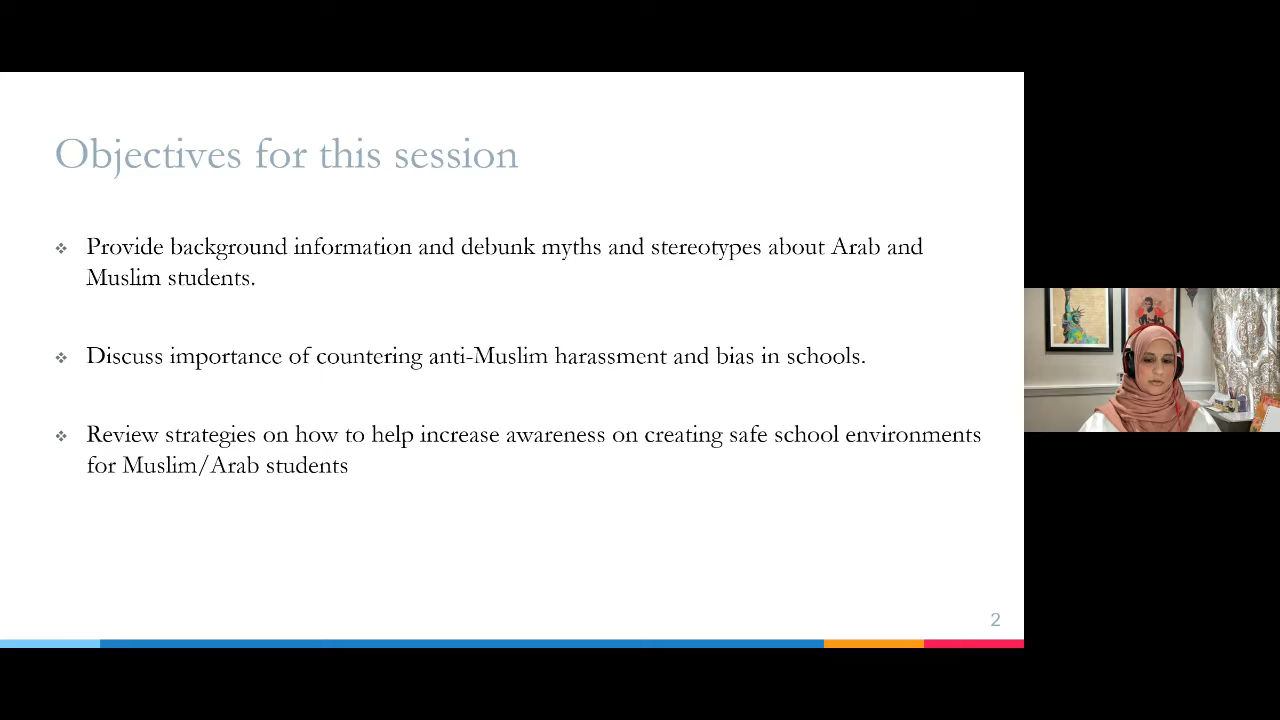 Objectives for this session
❖ Provide background information and debunk myths and stereotypes about Arab and
Muslim students.
❖ Discuss importance of countering anti-Muslim harassment and bias in schools.
❖ Review strategies on how to help increase awareness on creating safe school environments
for Muslim/Arab students
2